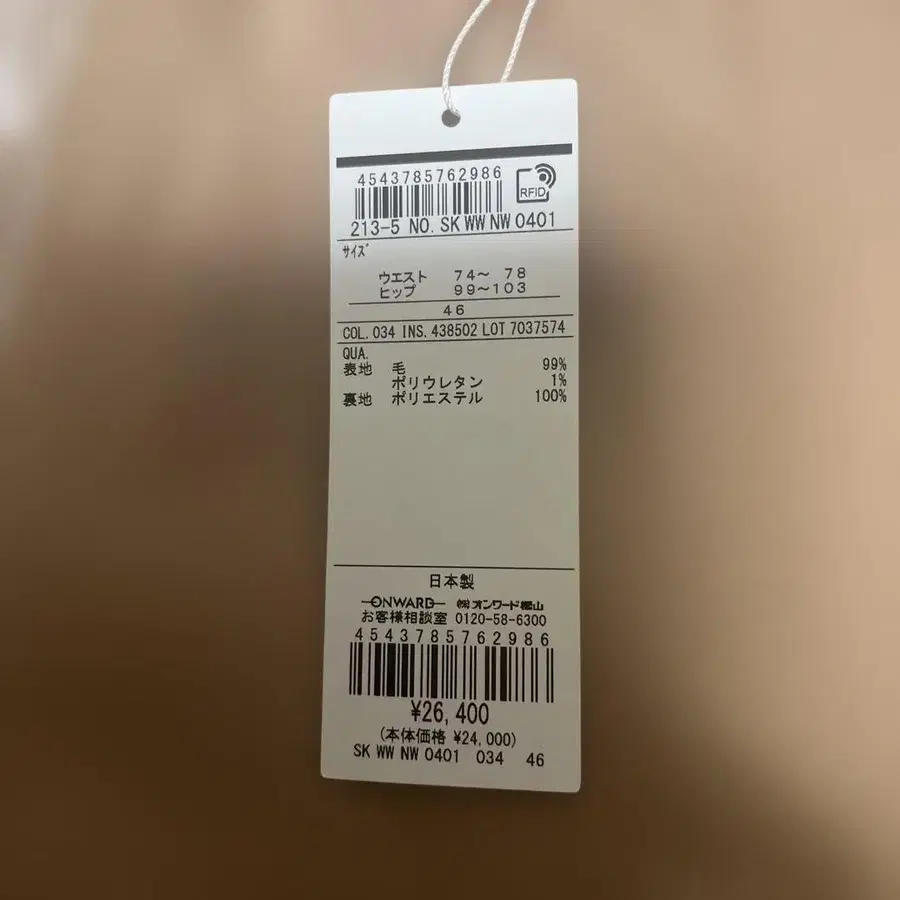 4543785762986
RFID
213-5 NO. SK WW NW 0401
サイズ
ウエスト 74〜 78
ヒップ 99〜103
46
COL. 034 INS. 438502 LOT 7037574
QUA.
表地 毛 99%
ポリウレタン 1%
裏地 ポリエステル 100%
日本製
ONWARD ㈱オンワード樫山
お客様相談室 0120-58-6300
4543785762986
¥26,400
(本体価格 ¥24,000)
SK WW NW 0401 034 46